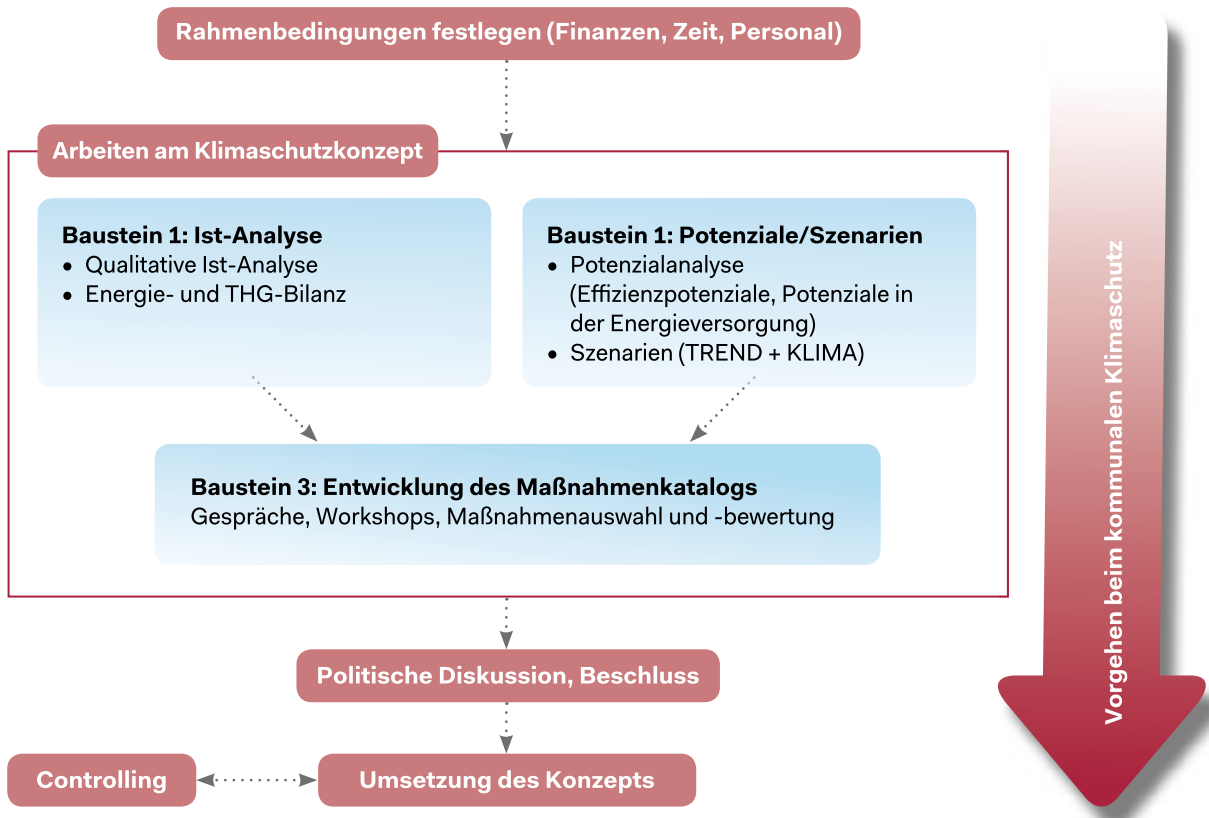 Rahmenbedingungen festlegen (Finanzen, Zeit, Personal)
Arbeiten am Klimaschutzkonzept
Baustein 1: Ist-Analyse
• Qualitative Ist-Analyse
• Energie- und THG-Bilanz
Baustein 1: Potenziale/Szenarien
• Potenzialanalyse
(Effizienzpotenziale, Potenziale in
der Energieversorgung)
• Szenarien (TREND + KLIMA)
Baustein 3: Entwicklung des Maßnahmenkatalogs
Gespräche, Workshops, Maßnahmenauswahl und -bewertung
Politische Diskussion, Beschluss
Controlling
Umsetzung des Konzepts
Vorgehen beim kommunalen Klimaschutz